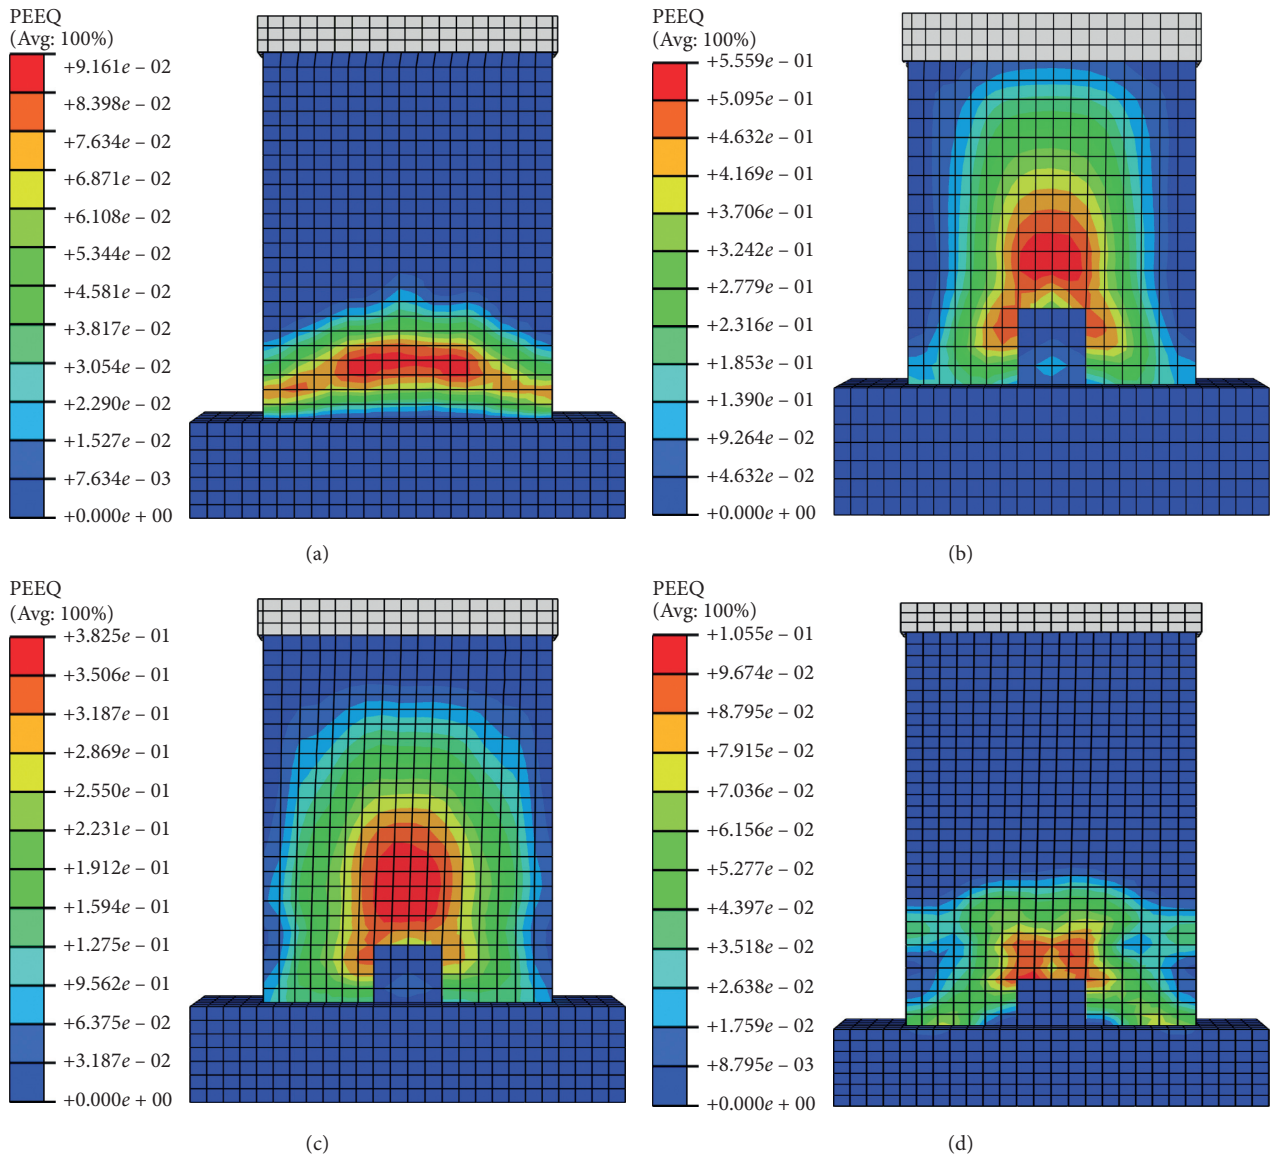 PEEQ
(Avg: 100%)
+9.161e – 02
+8.398e – 02
+7.634e – 02
+6.871e – 02
+6.108e – 02
+5.344e – 02
+4.581e – 02
+3.817e – 02
+3.054e – 02
+2.290e – 02
+1.527e – 02
+7.634e – 03
+0.000e + 00
(a)
PEEQ
(Avg: 100%)
+5.559e – 01
+5.095e – 01
+4.632e – 01
+4.169e – 01
+3.706e – 01
+3.242e – 01
+2.779e – 01
+2.316e – 01
+1.853e – 01
+1.390e – 01
+9.264e – 02
+4.632e – 02
+0.000e + 00
(b)
PEEQ
(Avg: 100%)
+3.825e – 01
+3.506e – 01
+3.187e – 01
+2.869e – 01
+2.550e – 01
+2.231e – 01
+1.912e – 01
+1.594e – 01
+1.275e – 01
+9.562e – 01
+6.375e – 02
+3.187e – 02
+0.000e + 00
(c)
PEEQ
(Avg: 100%)
+1.055e – 01
+9.674e – 02
+8.795e – 02
+7.915e – 02
+7.036e – 02
+6.156e – 02
+5.277e – 02
+4.397e – 02
+3.518e – 02
+2.638e – 02
+1.759e – 02
+8.795e – 03
+0.000e + 00
(d)